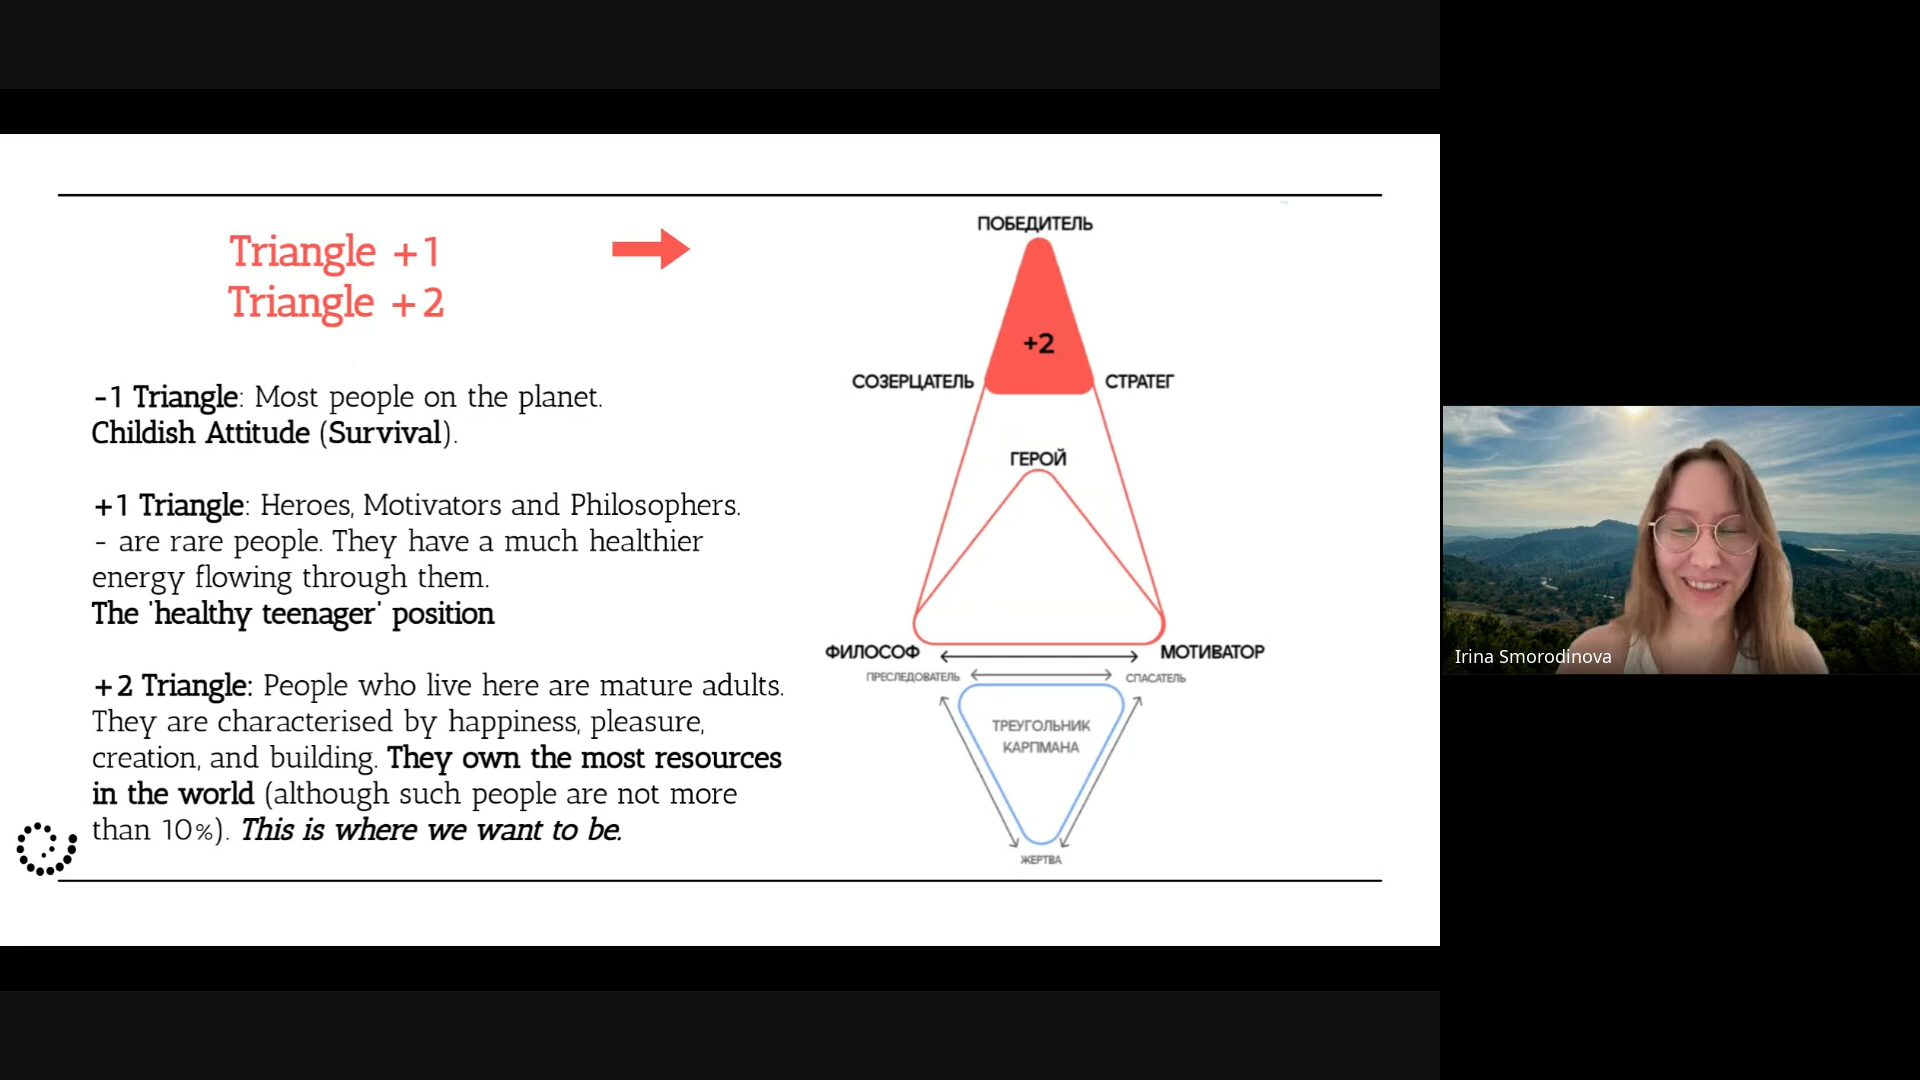 Triangle +1
Triangle +2
-1 Triangle: Most people on the planet.
Childish Attitude (Survival).
+1 Triangle: Heroes, Motivators and Philosophers.
- are rare people. They have a much healthier
energy flowing through them.
The 'healthy teenager' position
+2 Triangle: People who live here are mature adults.
They are characterised by happiness, pleasure,
creation, and building. They own the most resources
in the world (although such people are not more
than 10%). This is where we want to be.
ПОБЕДИТЕЛЬ
+2
СОЗЕРЦАТЕЛЬ
СТРАТЕГ
ГЕРОЙ
ФИЛОСОФ
МОТИВАТОР
ПРЕСЛЕДОВАТЕЛЬ
СПАСАТЕЛЬ
ТРЕУГОЛЬНИК
КАРПМАНА
ЖЕРТВА
Irina Smorodinova